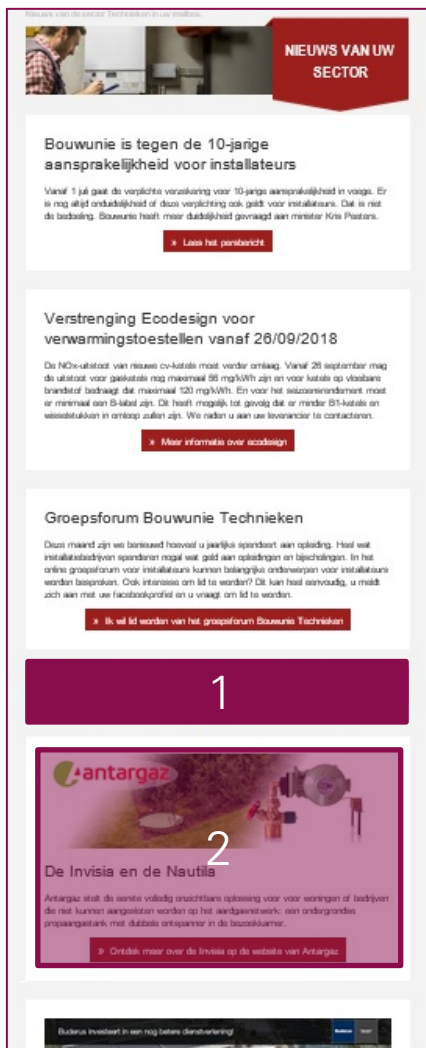 Nieuws van de sector Technieken in uw mailbox.
NIEUWS VAN UW
SECTOR
Bouwunie is tegen de 10-jarige
aansprakelijkheid voor installateurs
Vanaf 1 juli gaat de verplichte verzekering voor 10-jarige aansprakelijkheid in voege. Er
is nog altijd onduidelijkheid of deze verplichting ook geldt voor installateurs. Dat is niet
de bedoeling. Bouwunie heeft meer duidelijkheid gevraagd aan minister Kris Peeters.
» Lees het persbericht
Verstrenging Ecodesign voor
verwarmingstoestellen vanaf 26/09/2018
De NOx-uitstoot van nieuwe cv-ketels moet verder omlaag. Vanaf 26 september mag
de uitstoot voor gasketels nog maximaal 56 mg/kWh zijn en voor ketels op vloeibare
brandstof bedraagt dat maximaal 120 mg/kWh. En voor het seizoensrendement moet
er minimaal een B-label zijn. Dit heeft mogelijk tot gevolg dat er minder B1-ketels en
wisselstukken in omloop zullen zijn. We raden u aan uw leverancier te contacteren.
» Meer informatie over ecodesign
Groepsforum Bouwunie Technieken
Deze maand zijn we benieuwd hoeveel u jaarlijks spendeert aan opleiding. Heel wat
installatiebedrijven spenderen nogal wat geld aan opleidingen en bijscholingen. In het
online groepsforum voor installateurs kunnen belangrijke onderwerpen voor installateurs
worden besproken. Ook interesse om lid te worden? Dit kan heel eenvoudig, u meldt
zich aan met uw facebookprofiel en u vraagt om lid te worden.
» Ik wil lid worden van het groepsforum Bouwunie Technieken
1
antargaz
2
De Invisia en de Nautila
Antargaz stelt de eerste volledig onzichtbare oplossing voor voor woningen of bedrijven
die niet kunnen aangesloten worden op het aardgasnetwerk: een ondergrondse
propaangastank met dubbele ontspanner in de bezoekkamer.
» Ontdek meer over de Invisia op de website van Antargaz
Buderus investeert in een nog betere dienstverlening!
Buderus